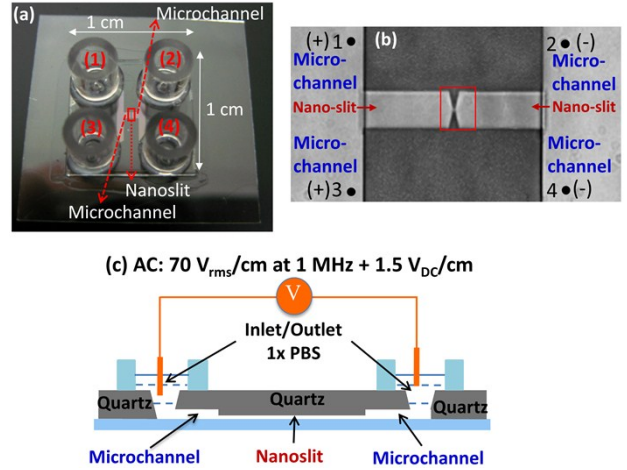 (a)
Microchannel
1 cm
(1)
(2)
1 cm
(3)
(4)
Nanoslit
Microchannel
(+)1
(b)
2 (-)
Micro-
channel
Micro-
channel
Nano-slit
Nano-slit
Micro-
channel
Micro-
channel
(+)3
4 (-)
(c) AC: 70 Vrms/cm at 1 MHz + 1.5 VDC/cm
V
Inlet/Outlet
1x PBS
Quartz
Quartz
Quartz
Microchannel
Nanoslit
Microchannel